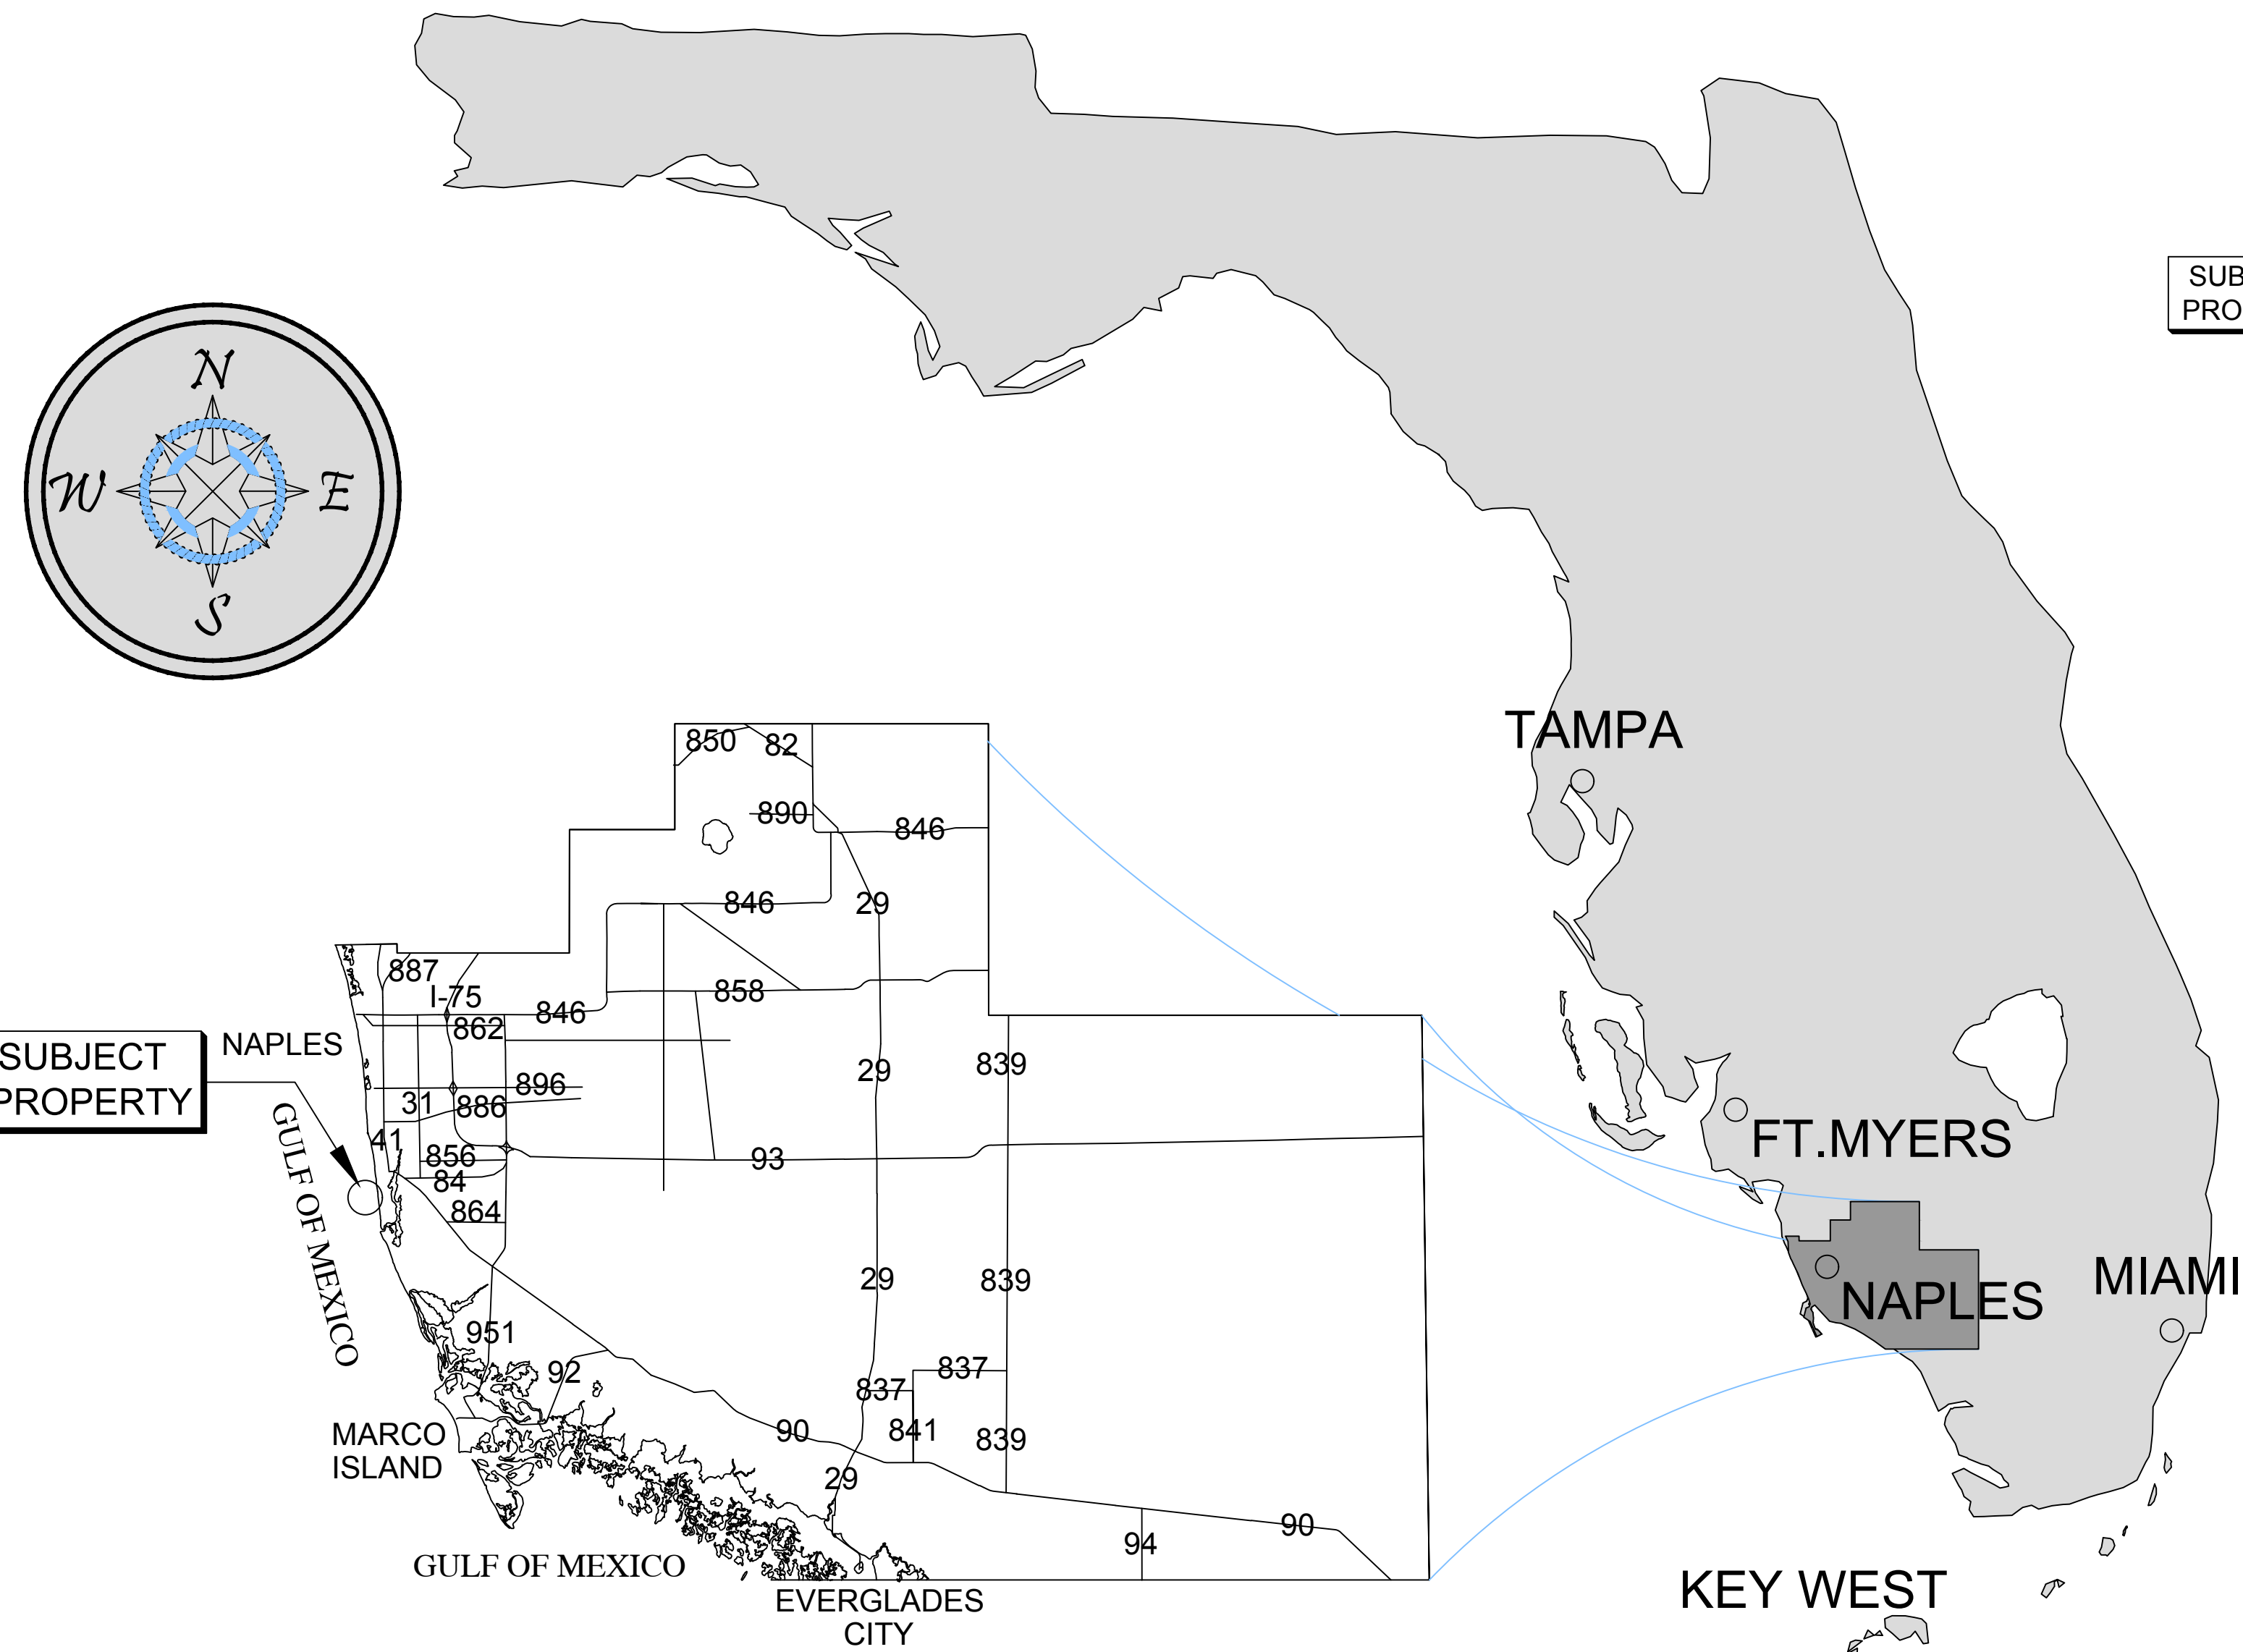 N
W
E
S
SUB
PRO
TAMPA
850
82
890
846
846
29
887
I-75
858
846
862
SUBJECT
PROPERTY
NAPLES
29
839
896
31
886
41
856
93
84
864
GULF OF MEXICO
FT.MYERS
NAPLES
MIAMI
29
839
951
92
837
837
90
841
839
MARCO
ISLAND
29
94
90
GULF OF MEXICO
EVERGLADES
CITY
KEY WEST